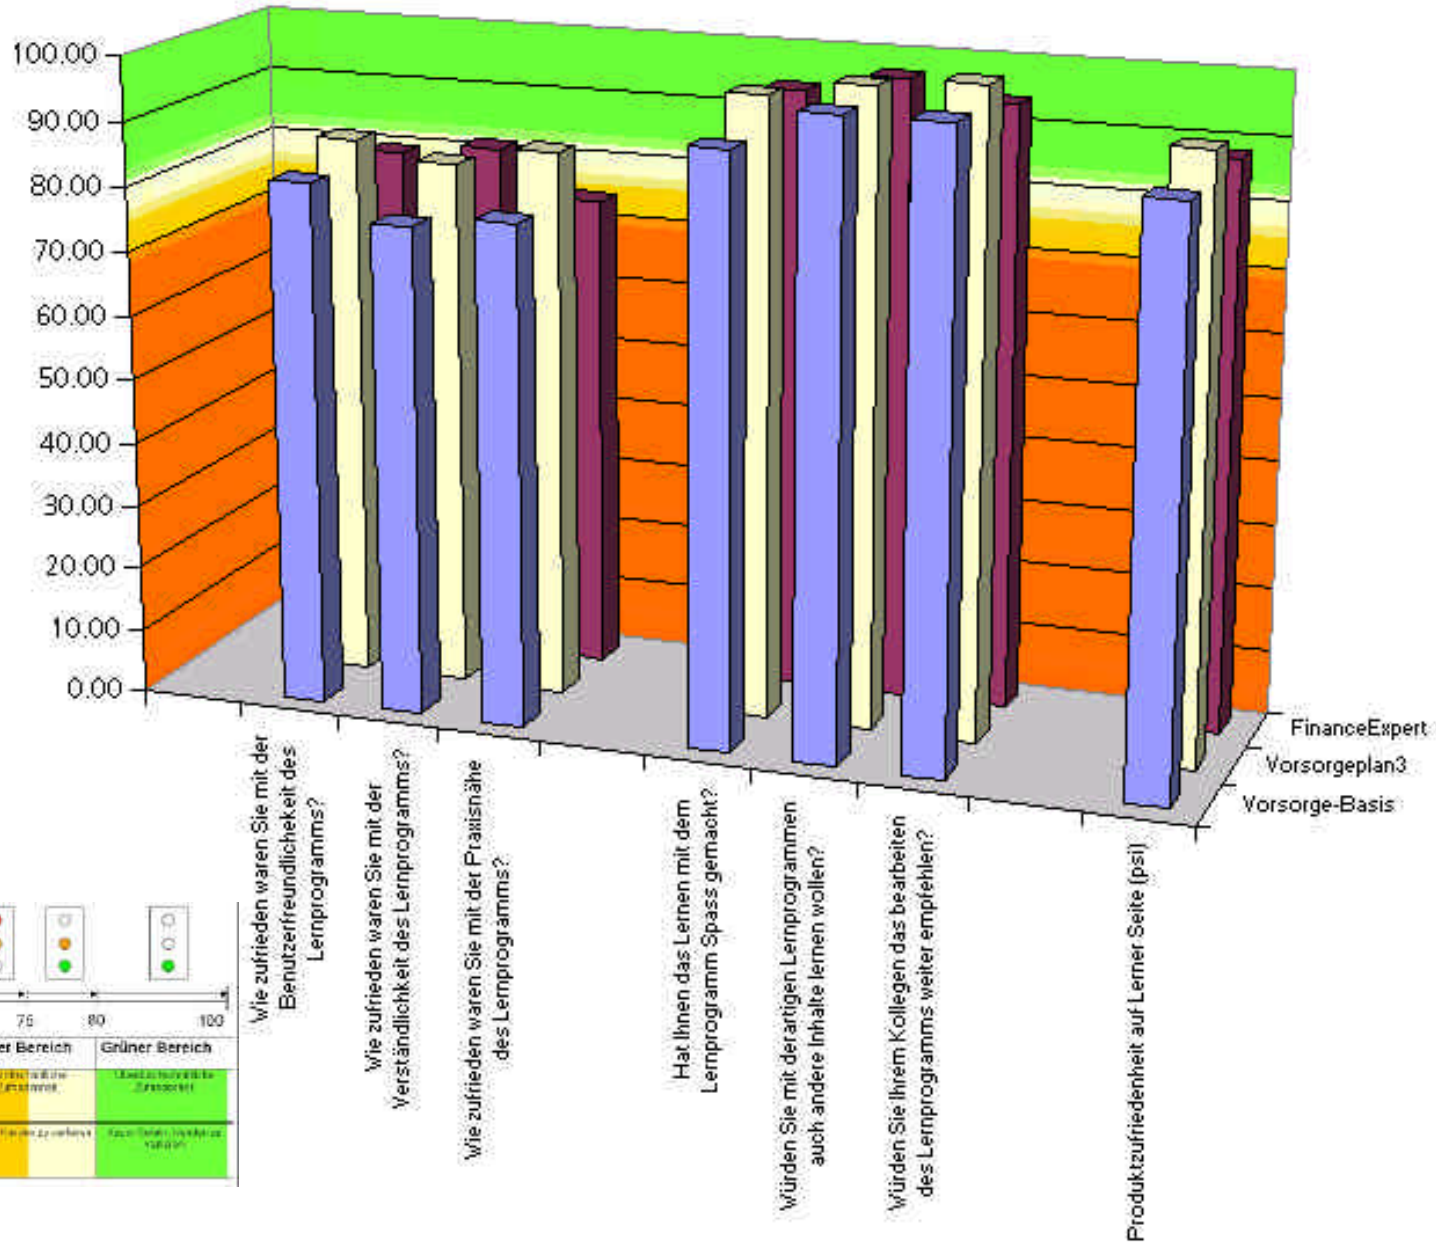 100.00
90.00
80.00
70.00
60.00
50.00
40.00
30.00
20.00
10.00
0.00
FinanceExpert
Vorsorgeplan3
Vorsorge-Basis
Wie zufrieden waren Sie mit der
Benutzerfreundlichekeit des
Lernprogramms?
Wie zufrieden waren Sie mit der
Verständlichkeit des Lernprogramms?
Wie zufrieden waren Sie mit der Praxisnähe
des Lernprogramms?
Hat Ihnen das Lernen mit dem
Lernprogramm Spass gemacht?
Würden Sie mit derartigen Lernprogrammen
auch andere Inhalte lernen wollen?
Würden Sie Ihrem Kollegen das bearbeiten
des Lernprogramms weiter empfehlen?
Produktzufriedenheit auf Lerner Seite (psi)
75 80 100
er Bereich Grüner Bereich